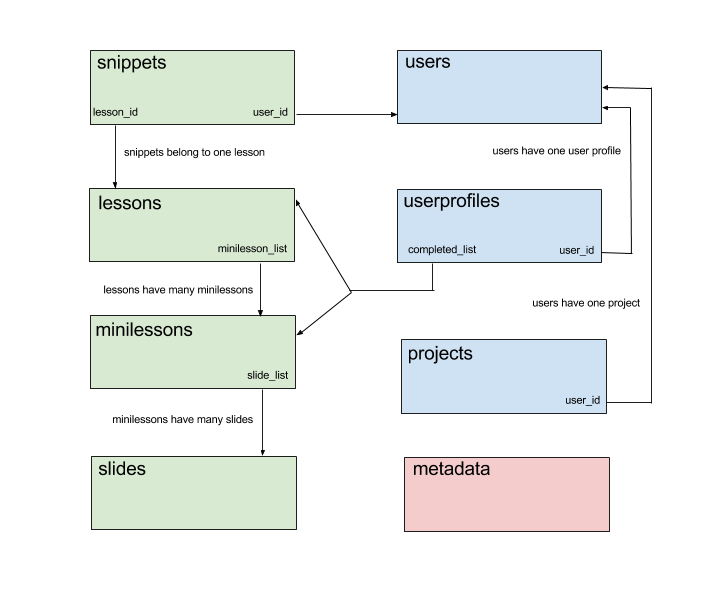 snippets
users
lesson_id
user_id
snippets belong to one lesson
users have one user profile
lessons
userprofiles
minilesson_list
completed_list
user_id
lessons have many minilessons
users have one project
minilessons
projects
slide_list
user_id
minilessons have many slides
slides
metadata